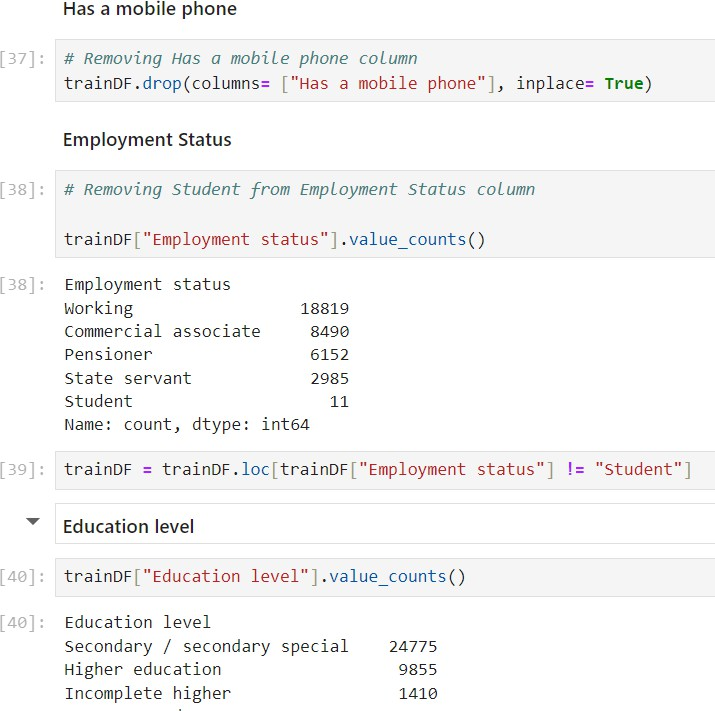 Has a mobile phone
[37]: # Removing Has a mobile phone column
trainDF.drop(columns= ["Has a mobile phone"], inplace= True)
Employment Status
[38]: # Removing Student from Employment Status column
trainDF["Employment status"].value_counts()
[38]: Employment status
Working 18819
Commercial associate 8490
Pensioner 6152
State servant 2985
Student 11
Name: count, dtype: int64
[39]: trainDF = trainDF.loc[trainDF["Employment status"] != "Student"]
Education level
[40]: trainDF["Education level"].value_counts()
[40]: Education level
Secondary / secondary special 24775
Higher education 9855
Incomplete higher 1410